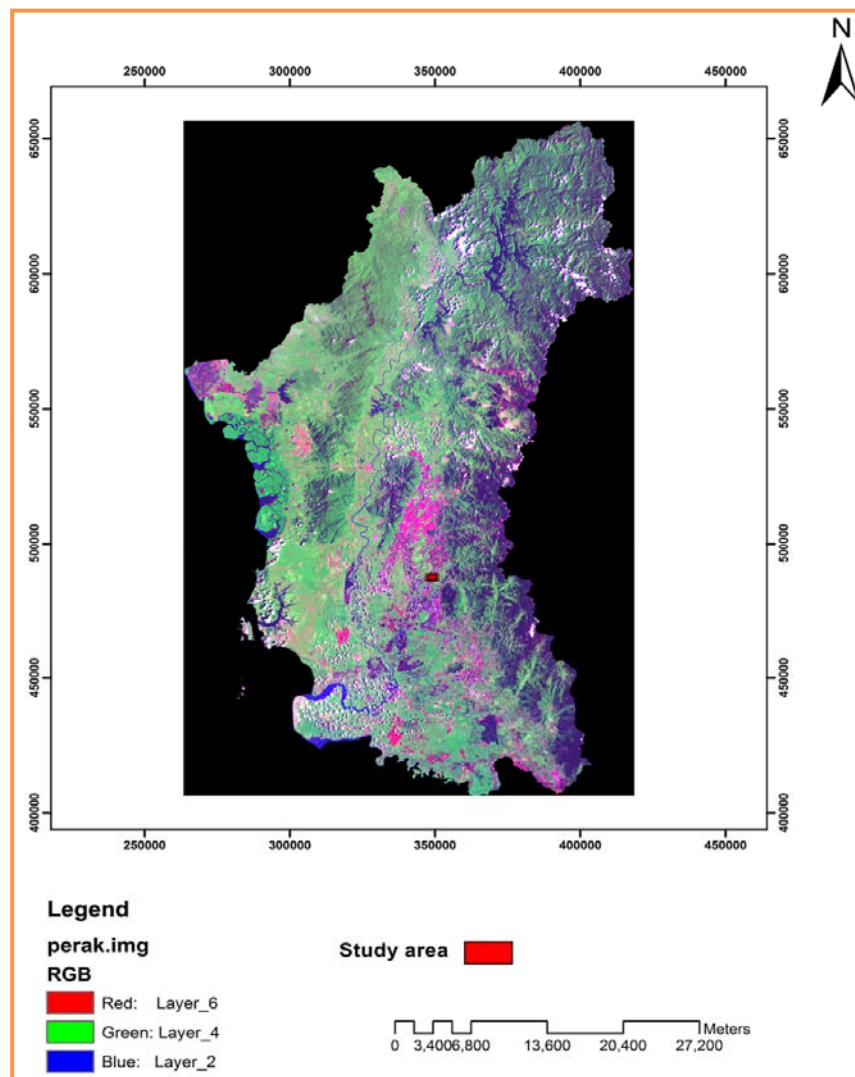 N
250000 300000 350000 400000 450000
650000 650000
600000 600000
550000 550000
500000 500000
450000 450000
400000 400000
250000 300000 350000 400000 450000
Legend
perak.img
RGB
Red: Layer_6
Green: Layer_4
Blue: Layer_2
Study area
Meters
0 3,4006,800 13,600 20,400 27,200